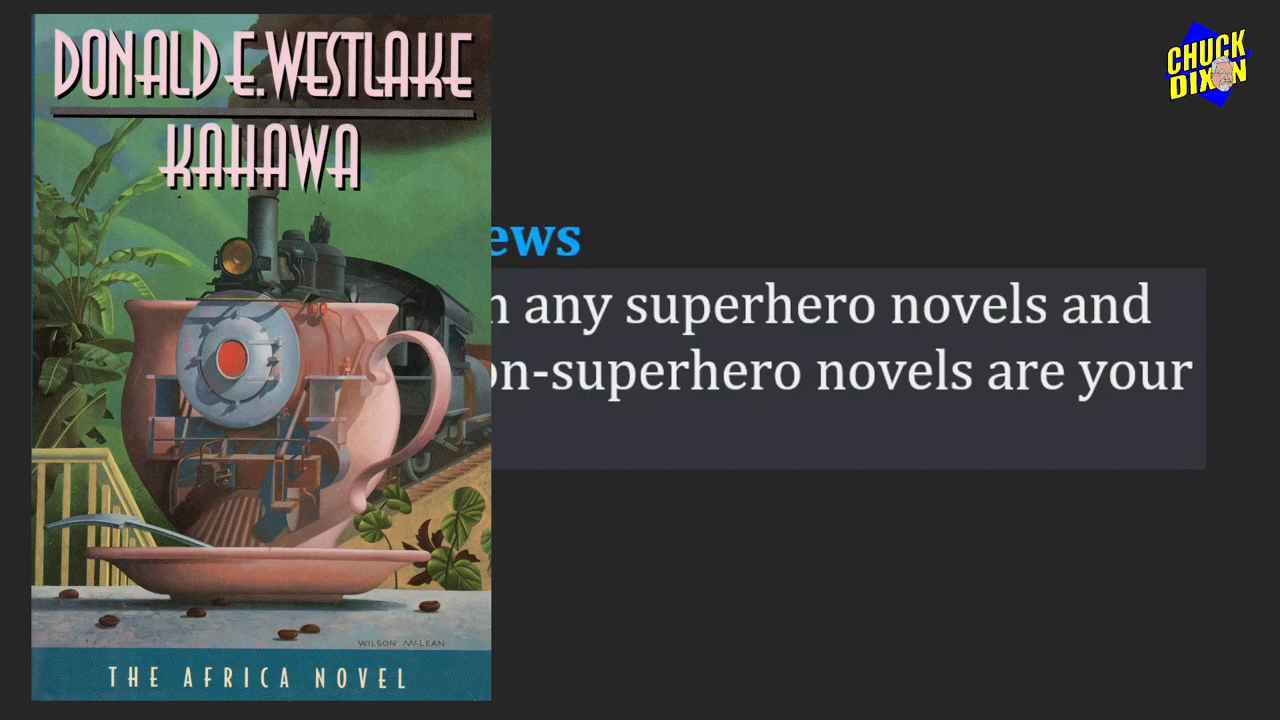 DONALD E. WESTLAKE
KAHAWA
WILSON McLEAN
THE AFRICA NOVEL
CHUCK
DIXON
ews
any superhero novels and
on-superhero novels are your